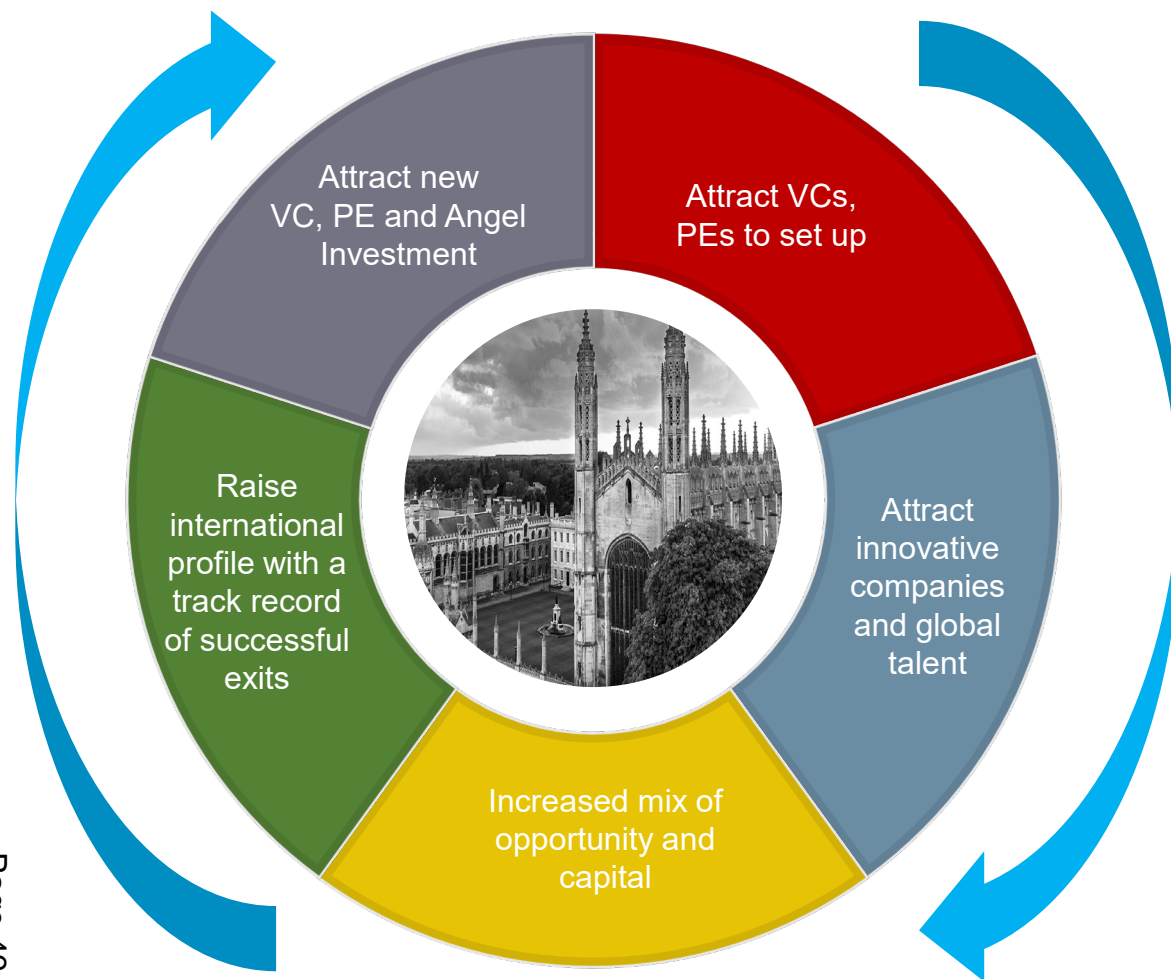 Attract new
VC, PE and Angel
Investment
Attract VCs,
PEs to set up
Attract
innovative
companies
and global
talent
Increased mix of
opportunity and
capital
Raise
international
profile with a
track record
of successful
exits
Page